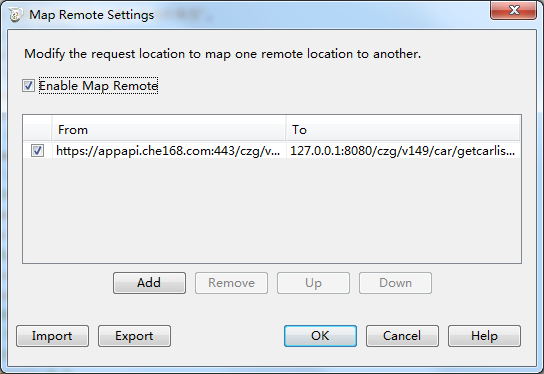 Map Remote Settings
Modify the request location to map one remote location to another.
Enable Map Remote
From To
https://appapi.che168.com:443/czg/v... 127.0.0.1:8080/czg/v149/car/getcarlis...
Add Remove Up Down
Import Export OK Cancel Help